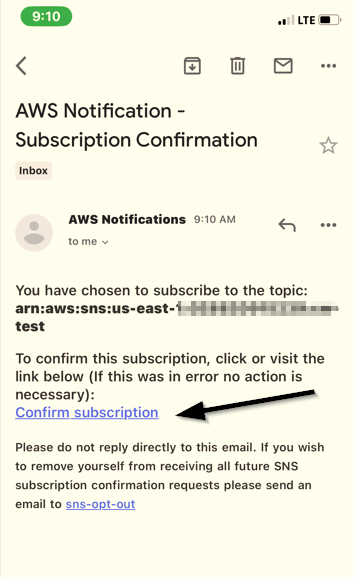 9:10
LTE
AWS Notification -
Subscription Confirmation
Inbox
AWS Notifications 9:10 AM
to me
You have chosen to subscribe to the topic:
arn:aws:sns:us-east-
test
To confirm this subscription, click or visit the
link below (If this was in error no action is
necessary):
Confirm subscription
Please do not reply directly to this email. If you wish
to remove yourself from receiving all future SNS
subscription confirmation requests please send an
email to sns-opt-out